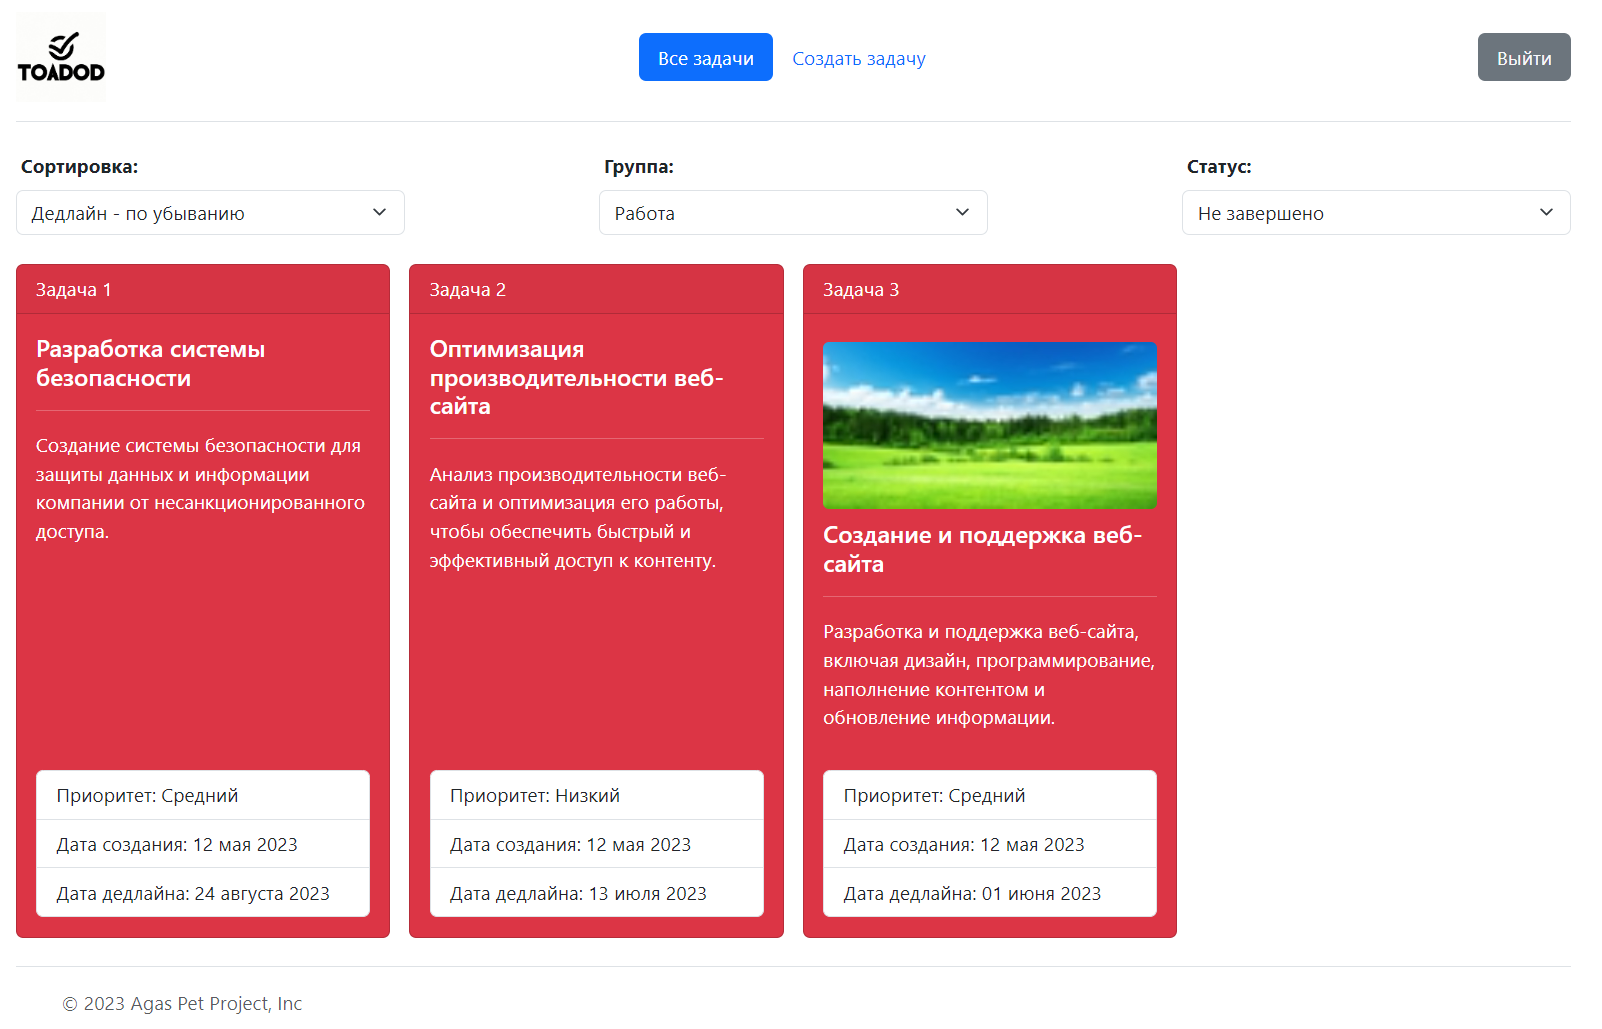 TOADOD
Все задачи
Создать задачу
Выйти
Сортировка:
Группа:
Статус:
Дедлайн - по убыванию
Работа
Не завершено
Задача 1
Разработка системы
безопасности
Создание системы безопасности для
защиты данных и информации
компании от несанкционированного
доступа.
Приоритет: Средний
Дата создания: 12 мая 2023
Дата дедлайна: 24 августа 2023
Задача 2
Оптимизация
производительности веб-
сайта
Анализ производительности веб-
сайта и оптимизация его работы,
чтобы обеспечить быстрый и
эффективный доступ к контенту.
Приоритет: Низкий
Дата создания: 12 мая 2023
Дата дедлайна: 13 июля 2023
Задача 3
Создание и поддержка веб-
сайта
Разработка и поддержка веб-сайта,
включая дизайн, программирование,
наполнение контентом и
обновление информации.
Приоритет: Средний
Дата создания: 12 мая 2023
Дата дедлайна: 01 июня 2023
© 2023 Agas Pet Project, Inc